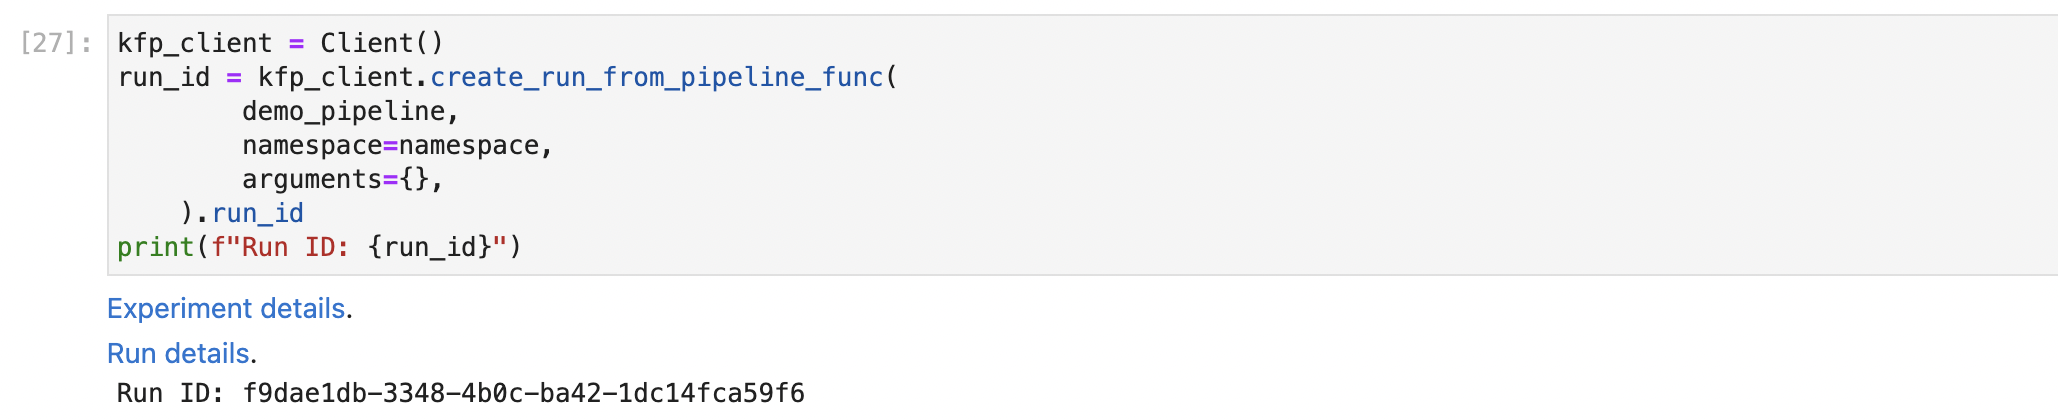 [27]: kfp_client = Client()
run_id = kfp_client.create_run_from_pipeline_func(
        demo_pipeline,
        namespace=namespace,
        arguments={},
    ).run_id
print(f"Run ID: {run_id}")
Experiment details.
Run details.
Run ID: f9dae1db-3348-4b0c-ba42-1dc14fca59f6